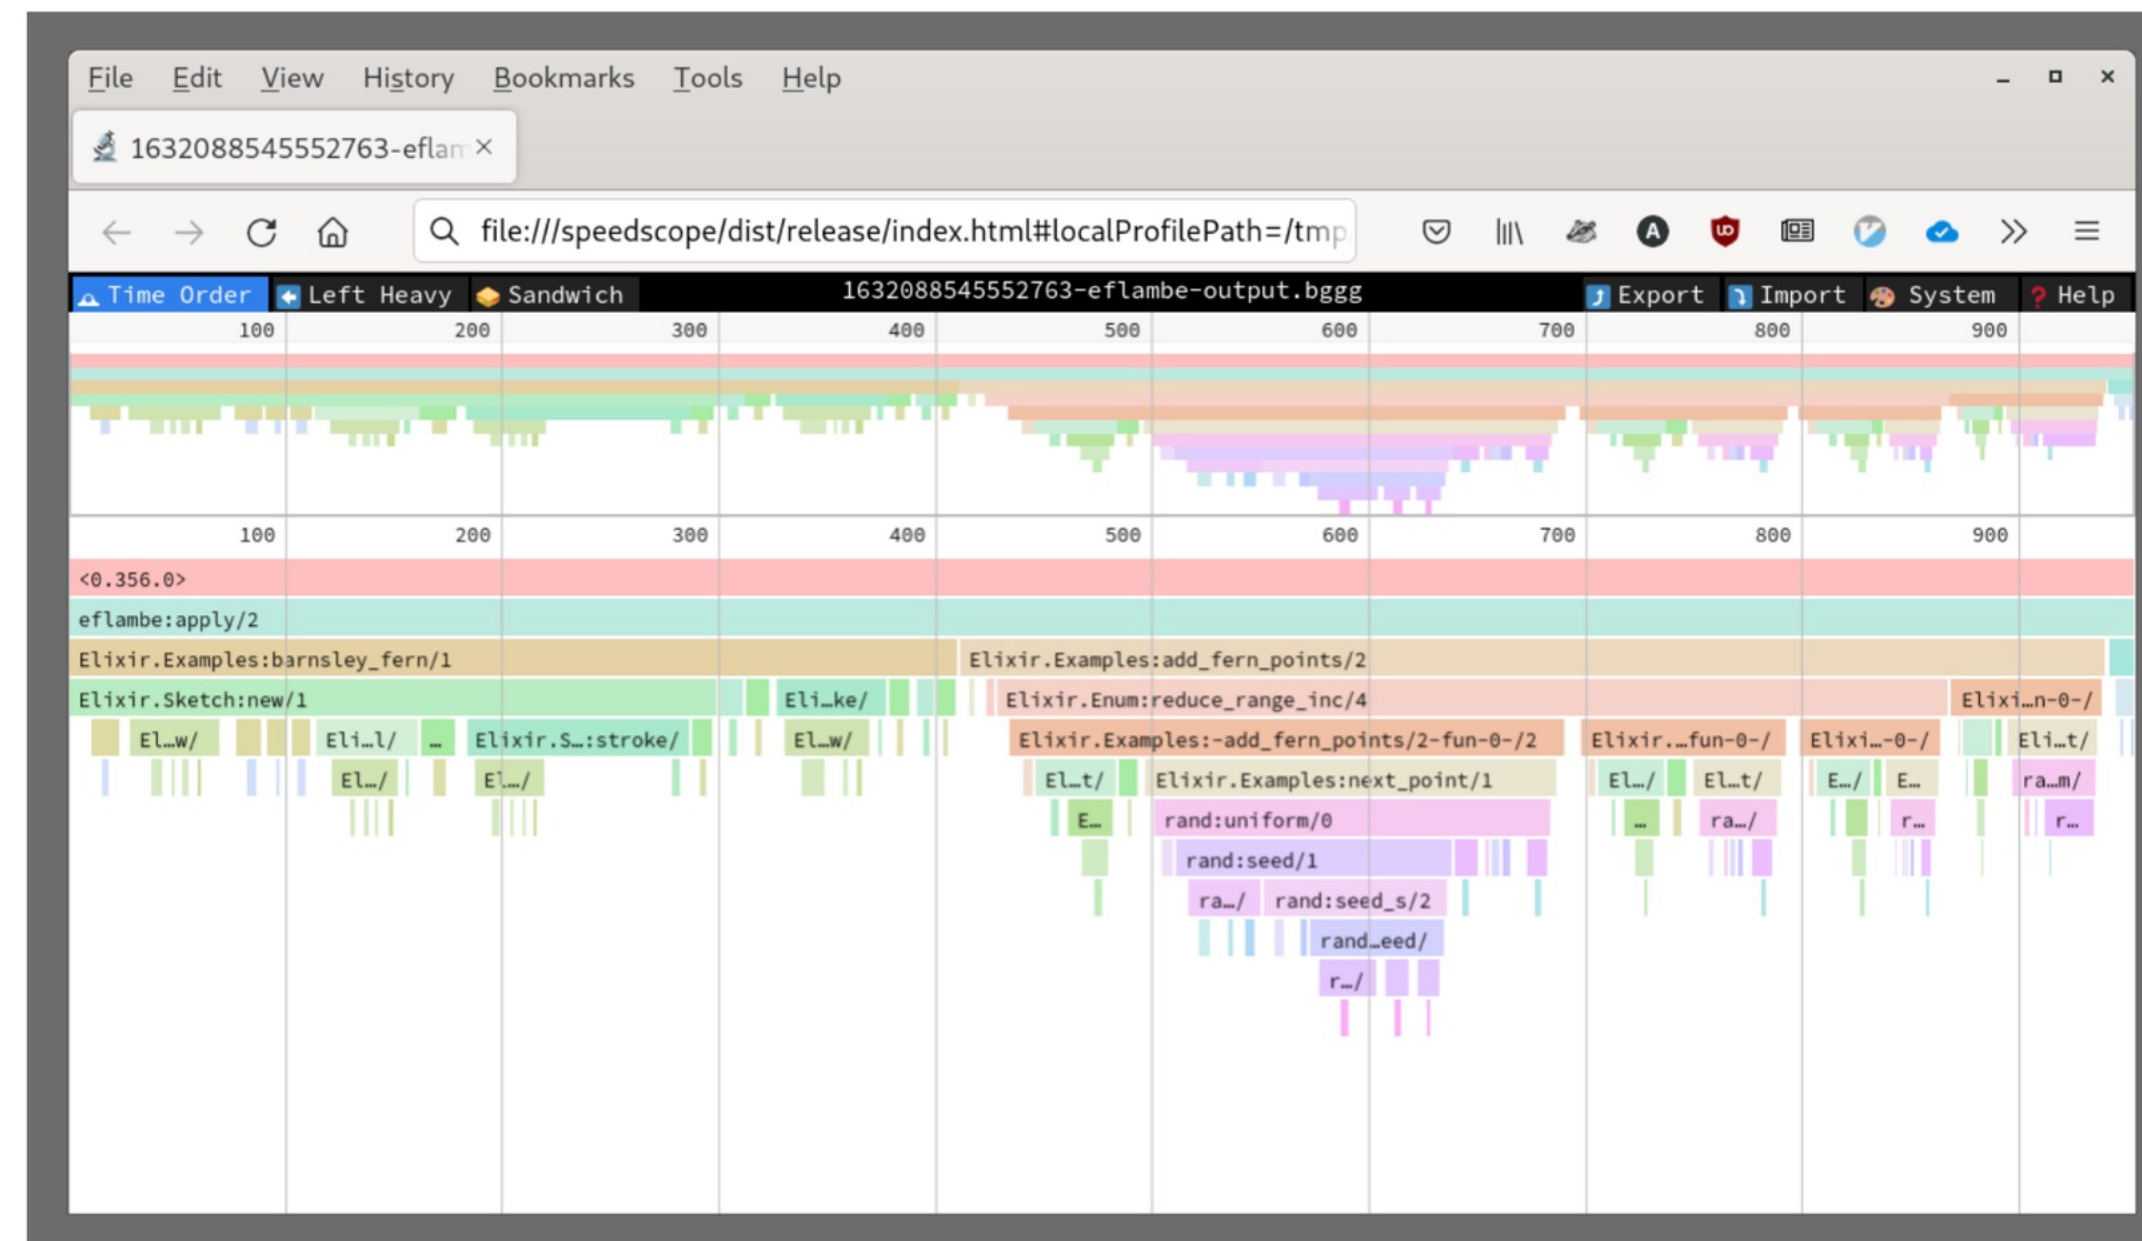 File Edit View History Bookmarks Tools Help
1632088545552763-eflam
file:///speedscope/dist/release/index.html#localProfilePath=/tmp
Time Order Left Heavy Sandwich 1632088545552763-eflambe-output.bggg Export Import System ? Help
100 200 300 400 500 600 700 800 900
100 200 300 400 500 600 700 800 900
<0.356.0>
eflambe:apply/2
Elixir.Examples:barnsley_fern/1 Elixir.Examples:add_fern_points/2
Elixir.Sketch:new/1 Eli…ke/ Elixir.Enum:reduce_range_inc/4 Elixi…n-0-/
El…w/ Eli…l/ … Elixir.S…:stroke/ El…w/ Elixir.Examples:-add_fern_points/2-fun-0-/2 Elixir.…fun-0-/ Elixi…-0-/ Eli…t/
El…/ E'…/ El…t/ Elixir.Examples:next_point/1 El…/ El…t/ E…/ E… ra…m/
E… rand:uniform/0 … ra…/ r… r…
rand:seed/1
ra…/ rand:seed_s/2
rand…eed/
r…/